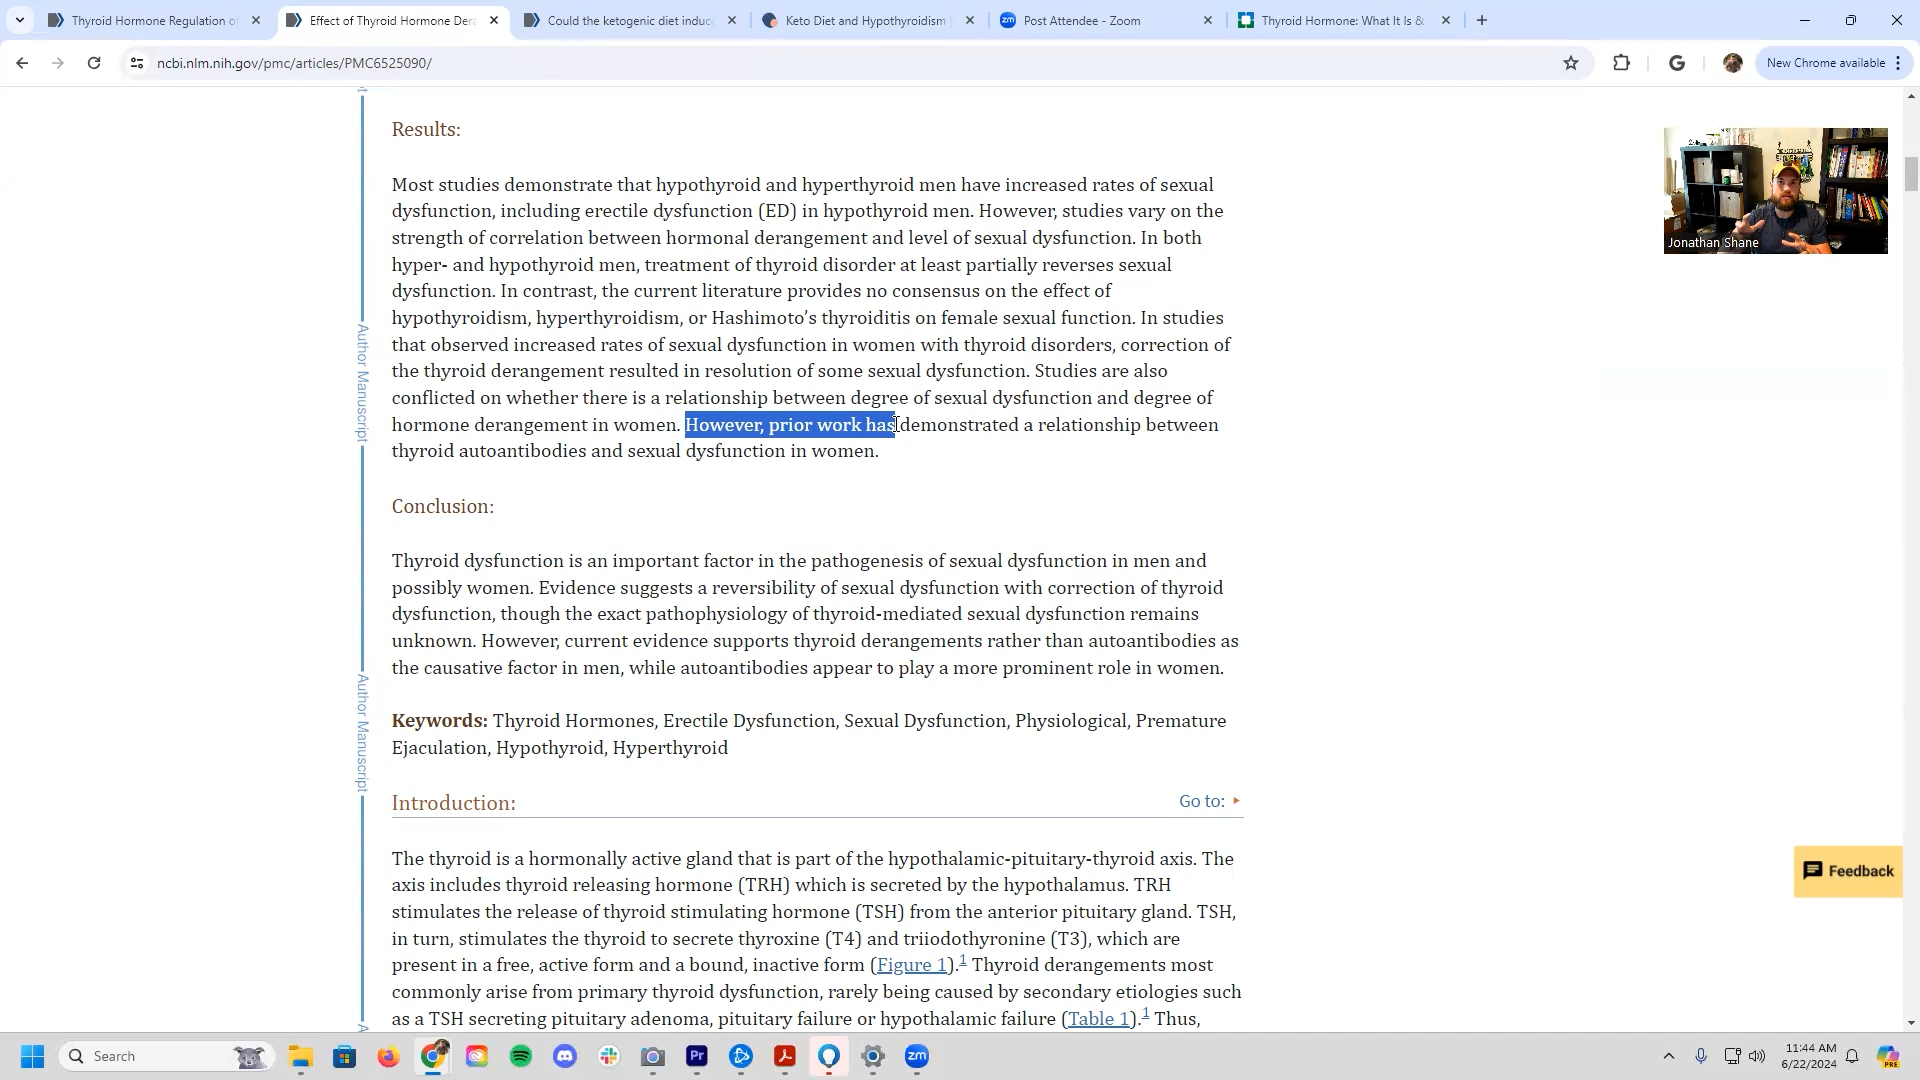 Thyroid Hormone Regulation o
Effect of Thyroid Hormone Der
Could the ketogenic diet induc
Keto Diet and Hypothyroidism
zm Post Attendee - Zoom
Thyroid Hormone: What It Is &
ncbi.nlm.nih.gov/pmc/articles/PMC6525090/
New Chrome available
Results:
Most studies demonstrate that hypothyroid and hyperthyroid men have increased rates of sexual
dysfunction, including erectile dysfunction (ED) in hypothyroid men. However, studies vary on the
strength of correlation between hormonal derangement and level of sexual dysfunction. In both
hyper- and hypothyroid men, treatment of thyroid disorder at least partially reverses sexual
dysfunction. In contrast, the current literature provides no consensus on the effect of
hypothyroidism, hyperthyroidism, or Hashimoto’s thyroiditis on female sexual function. In studies
that observed increased rates of sexual dysfunction in women with thyroid disorders, correction of
the thyroid derangement resulted in resolution of some sexual dysfunction. Studies are also
conflicted on whether there is a relationship between degree of sexual dysfunction and degree of
hormone derangement in women. However, prior work has demonstrated a relationship between
thyroid autoantibodies and sexual dysfunction in women.
Conclusion:
Thyroid dysfunction is an important factor in the pathogenesis of sexual dysfunction in men and
possibly women. Evidence suggests a reversibility of sexual dysfunction with correction of thyroid
dysfunction, though the exact pathophysiology of thyroid-mediated sexual dysfunction remains
unknown. However, current evidence supports thyroid derangements rather than autoantibodies as
the causative factor in men, while autoantibodies appear to play a more prominent role in women.
Keywords: Thyroid Hormones, Erectile Dysfunction, Sexual Dysfunction, Physiological, Premature
Ejaculation, Hypothyroid, Hyperthyroid
Introduction:
Go to:
The thyroid is a hormonally active gland that is part of the hypothalamic-pituitary-thyroid axis. The
axis includes thyroid releasing hormone (TRH) which is secreted by the hypothalamus. TRH
stimulates the release of thyroid stimulating hormone (TSH) from the anterior pituitary gland. TSH,
in turn, stimulates the thyroid to secrete thyroxine (T4) and triiodothyronine (T3), which are
present in a free, active form and a bound, inactive form (Figure 1).1 Thyroid derangements most
commonly arise from primary thyroid dysfunction, rarely being caused by secondary etiologies such
as a TSH secreting pituitary adenoma, pituitary failure or hypothalamic failure (Table 1).1 Thus,
Author Manuscript
Author Manuscript
Jonathan Shane
Feedback
Search
Pr
zm
11:44 AM
6/22/2024
PRE